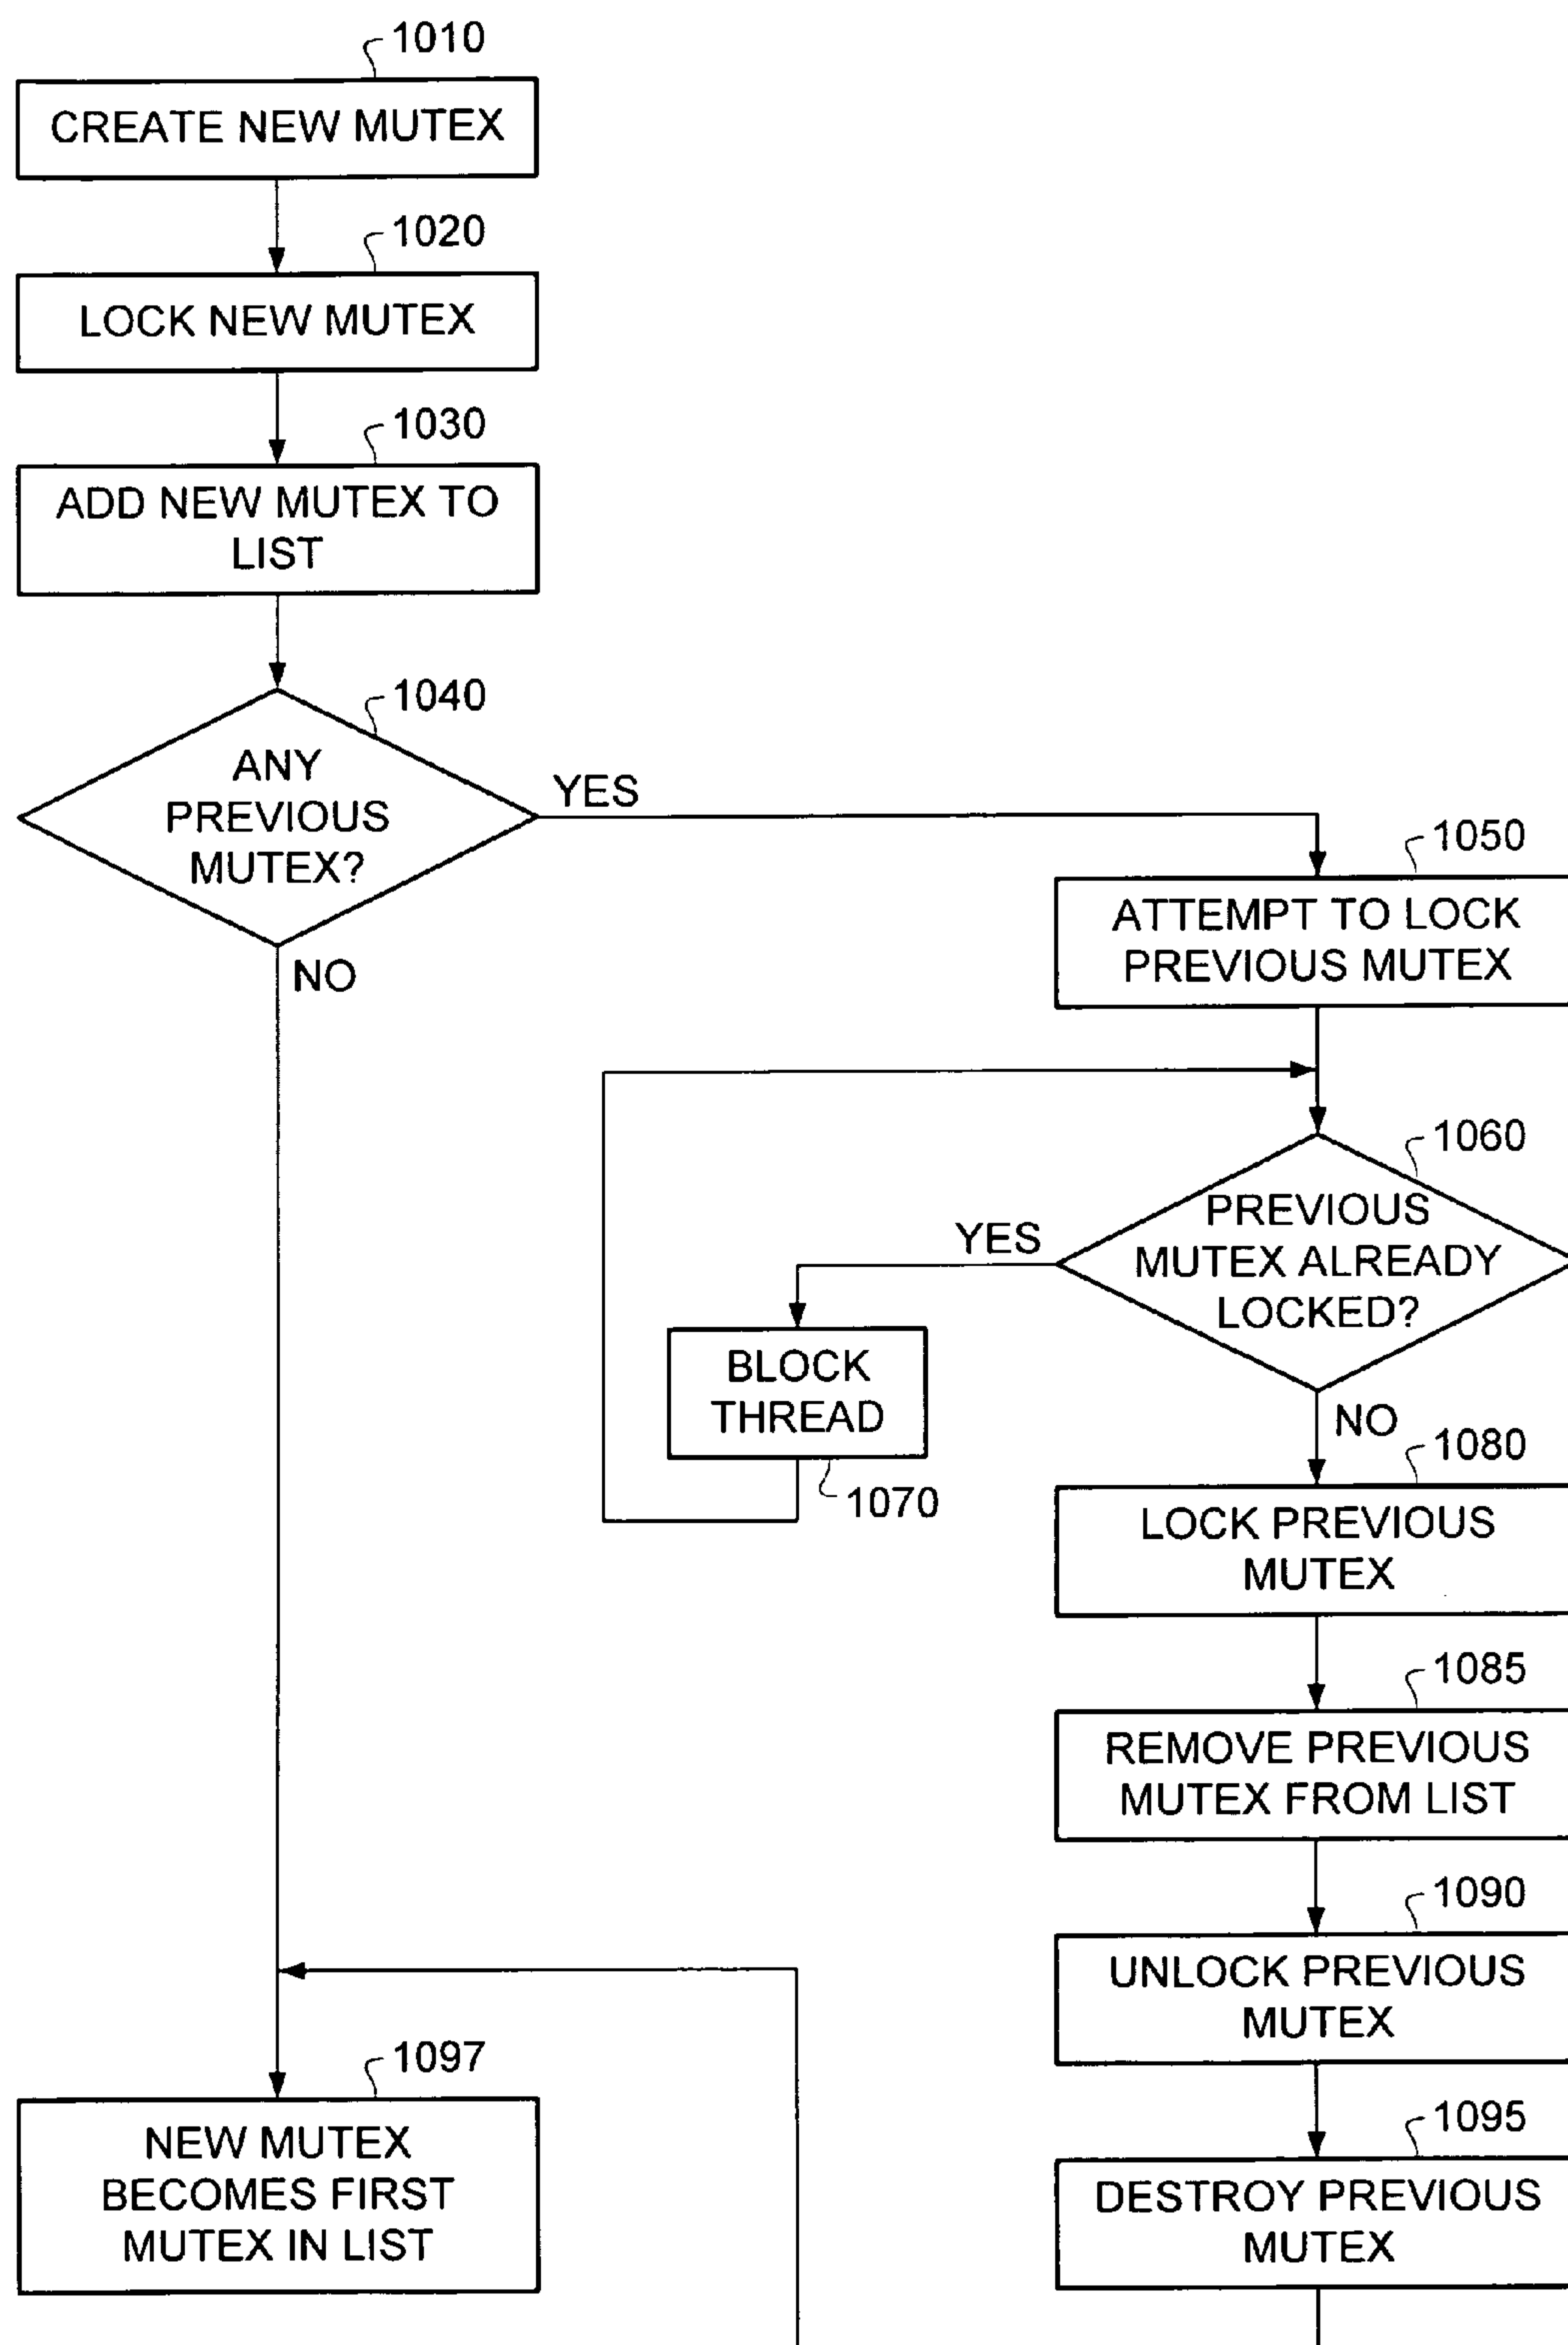 1010
CREATE NEW MUTEX
1020
LOCK NEW MUTEX
1030
ADD NEW MUTEX TO
LIST
1040
ANY
PREVIOUS
MUTEX?
YES
NO
1050
ATTEMPT TO LOCK
PREVIOUS MUTEX
1060
PREVIOUS
MUTEX ALREADY
LOCKED?
YES
BLOCK
THREAD
1070
NO
1080
LOCK PREVIOUS
MUTEX
1085
REMOVE PREVIOUS
MUTEX FROM LIST
1090
UNLOCK PREVIOUS
MUTEX
1095
DESTROY PREVIOUS
MUTEX
1097
NEW MUTEX
BECOMES FIRST
MUTEX IN LIST